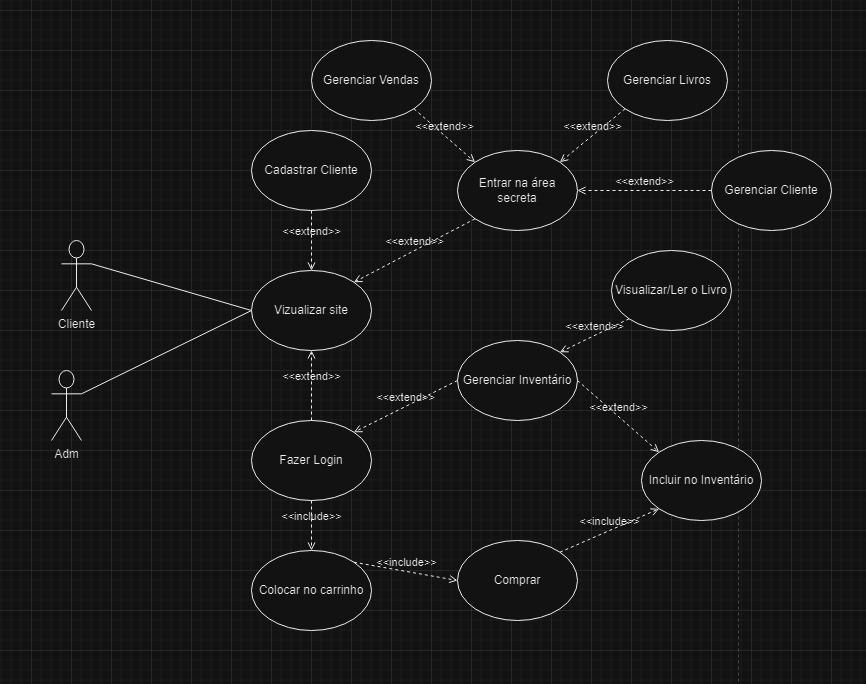 Gerenciar Vendas
Gerenciar Livros
<<extend>>
<<extend>>
Cadastrar Cliente
Entrar na área
secreta
<<extend>>
Gerenciar Cliente
<<extend>>
<<extend>>
Visualizar/Ler o Livro
Vizualizar site
Cliente
<<extend>>
<<extend>>
Gerenciar Inventário
<<extend>>
<<extend>>
Adm
Fazer Login
Incluir no Inventário
<<include>>
<<include>>
<<include>>
Colocar no carrinho
Comprar